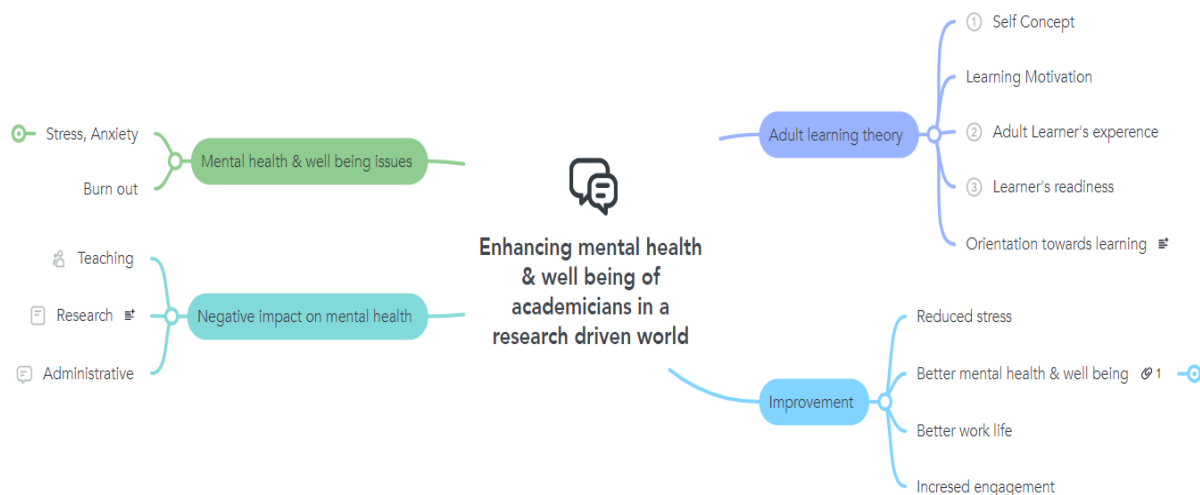 Enhancing mental health
& well being of
academicians in a
research driven world
Mental health & well being issues
Stress, Anxiety
Burn out
Negative impact on mental health
Teaching
Research
Administrative
Adult learning theory
1 Self Concept
Learning Motivation
2 Adult Learner's experence
3 Learner's readiness
Orientation towards learning
Improvement
Reduced stress
Better mental health & well being 1
Better work life
Incresed engagement